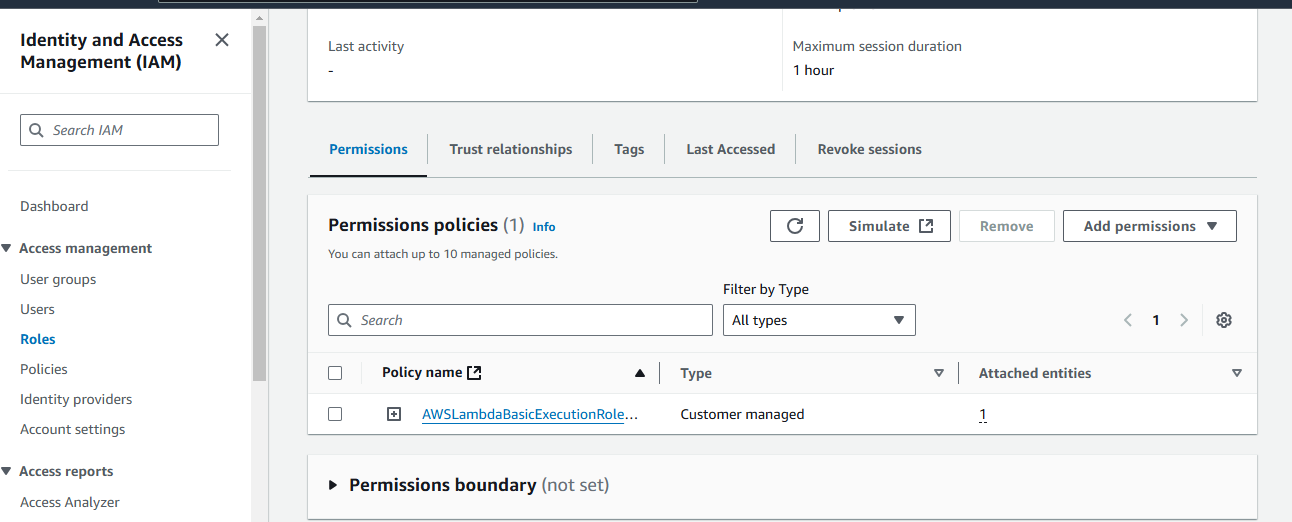 Identity and Access
Management (IAM)
Search IAM
Dashboard
Access management
User groups
Users
Roles
Policies
Identity providers
Account settings
Access reports
Access Analyzer
Last activity
-
Maximum session duration
1 hour
Permissions
Trust relationships
Tags
Last Accessed
Revoke sessions
Permissions policies (1) Info
You can attach up to 10 managed policies.
Simulate
Remove
Add permissions
Filter by Type
Search
All types
1
Policy name
Type
Attached entities
AWSLambdaBasicExecutionRole...
Customer managed
1
Permissions boundary (not set)